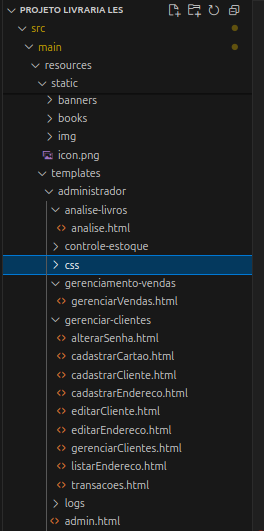 PROJETO LIVRARIA LES
src
main
resources
static
banners
books
img
icon.png
templates
administrador
analise-livros
analise.html
controle-estoque
css
gerenciamento-vendas
gerenciarVendas.html
gerenciar-clientes
alterarSenha.html
cadastrarCartao.html
cadastrarCliente.html
cadastrarEndereco.html
editarCliente.html
editarEndereco.html
gerenciarClientes.html
listarEndereco.html
transacoes.html
logs
admin.html